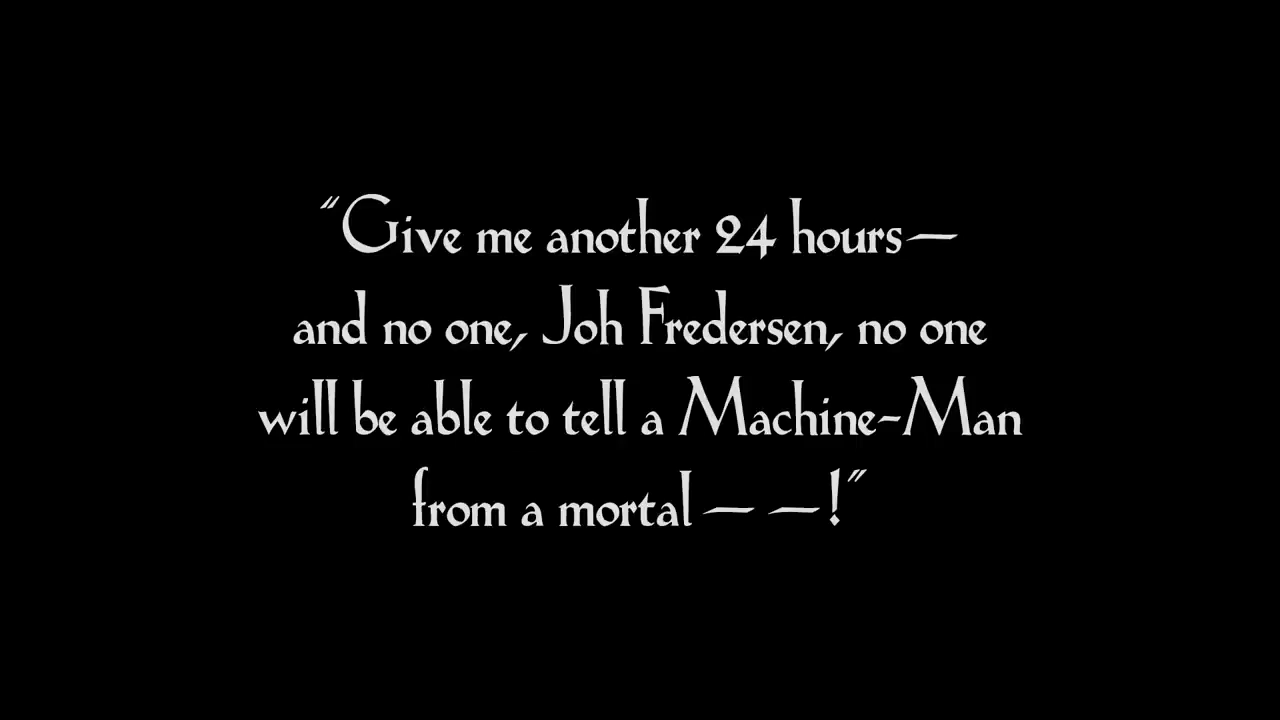 “Give me another 24 hours—
and no one, Joh Fredersen, no one
will be able to tell a Machine-Man
from a mortal — —!”